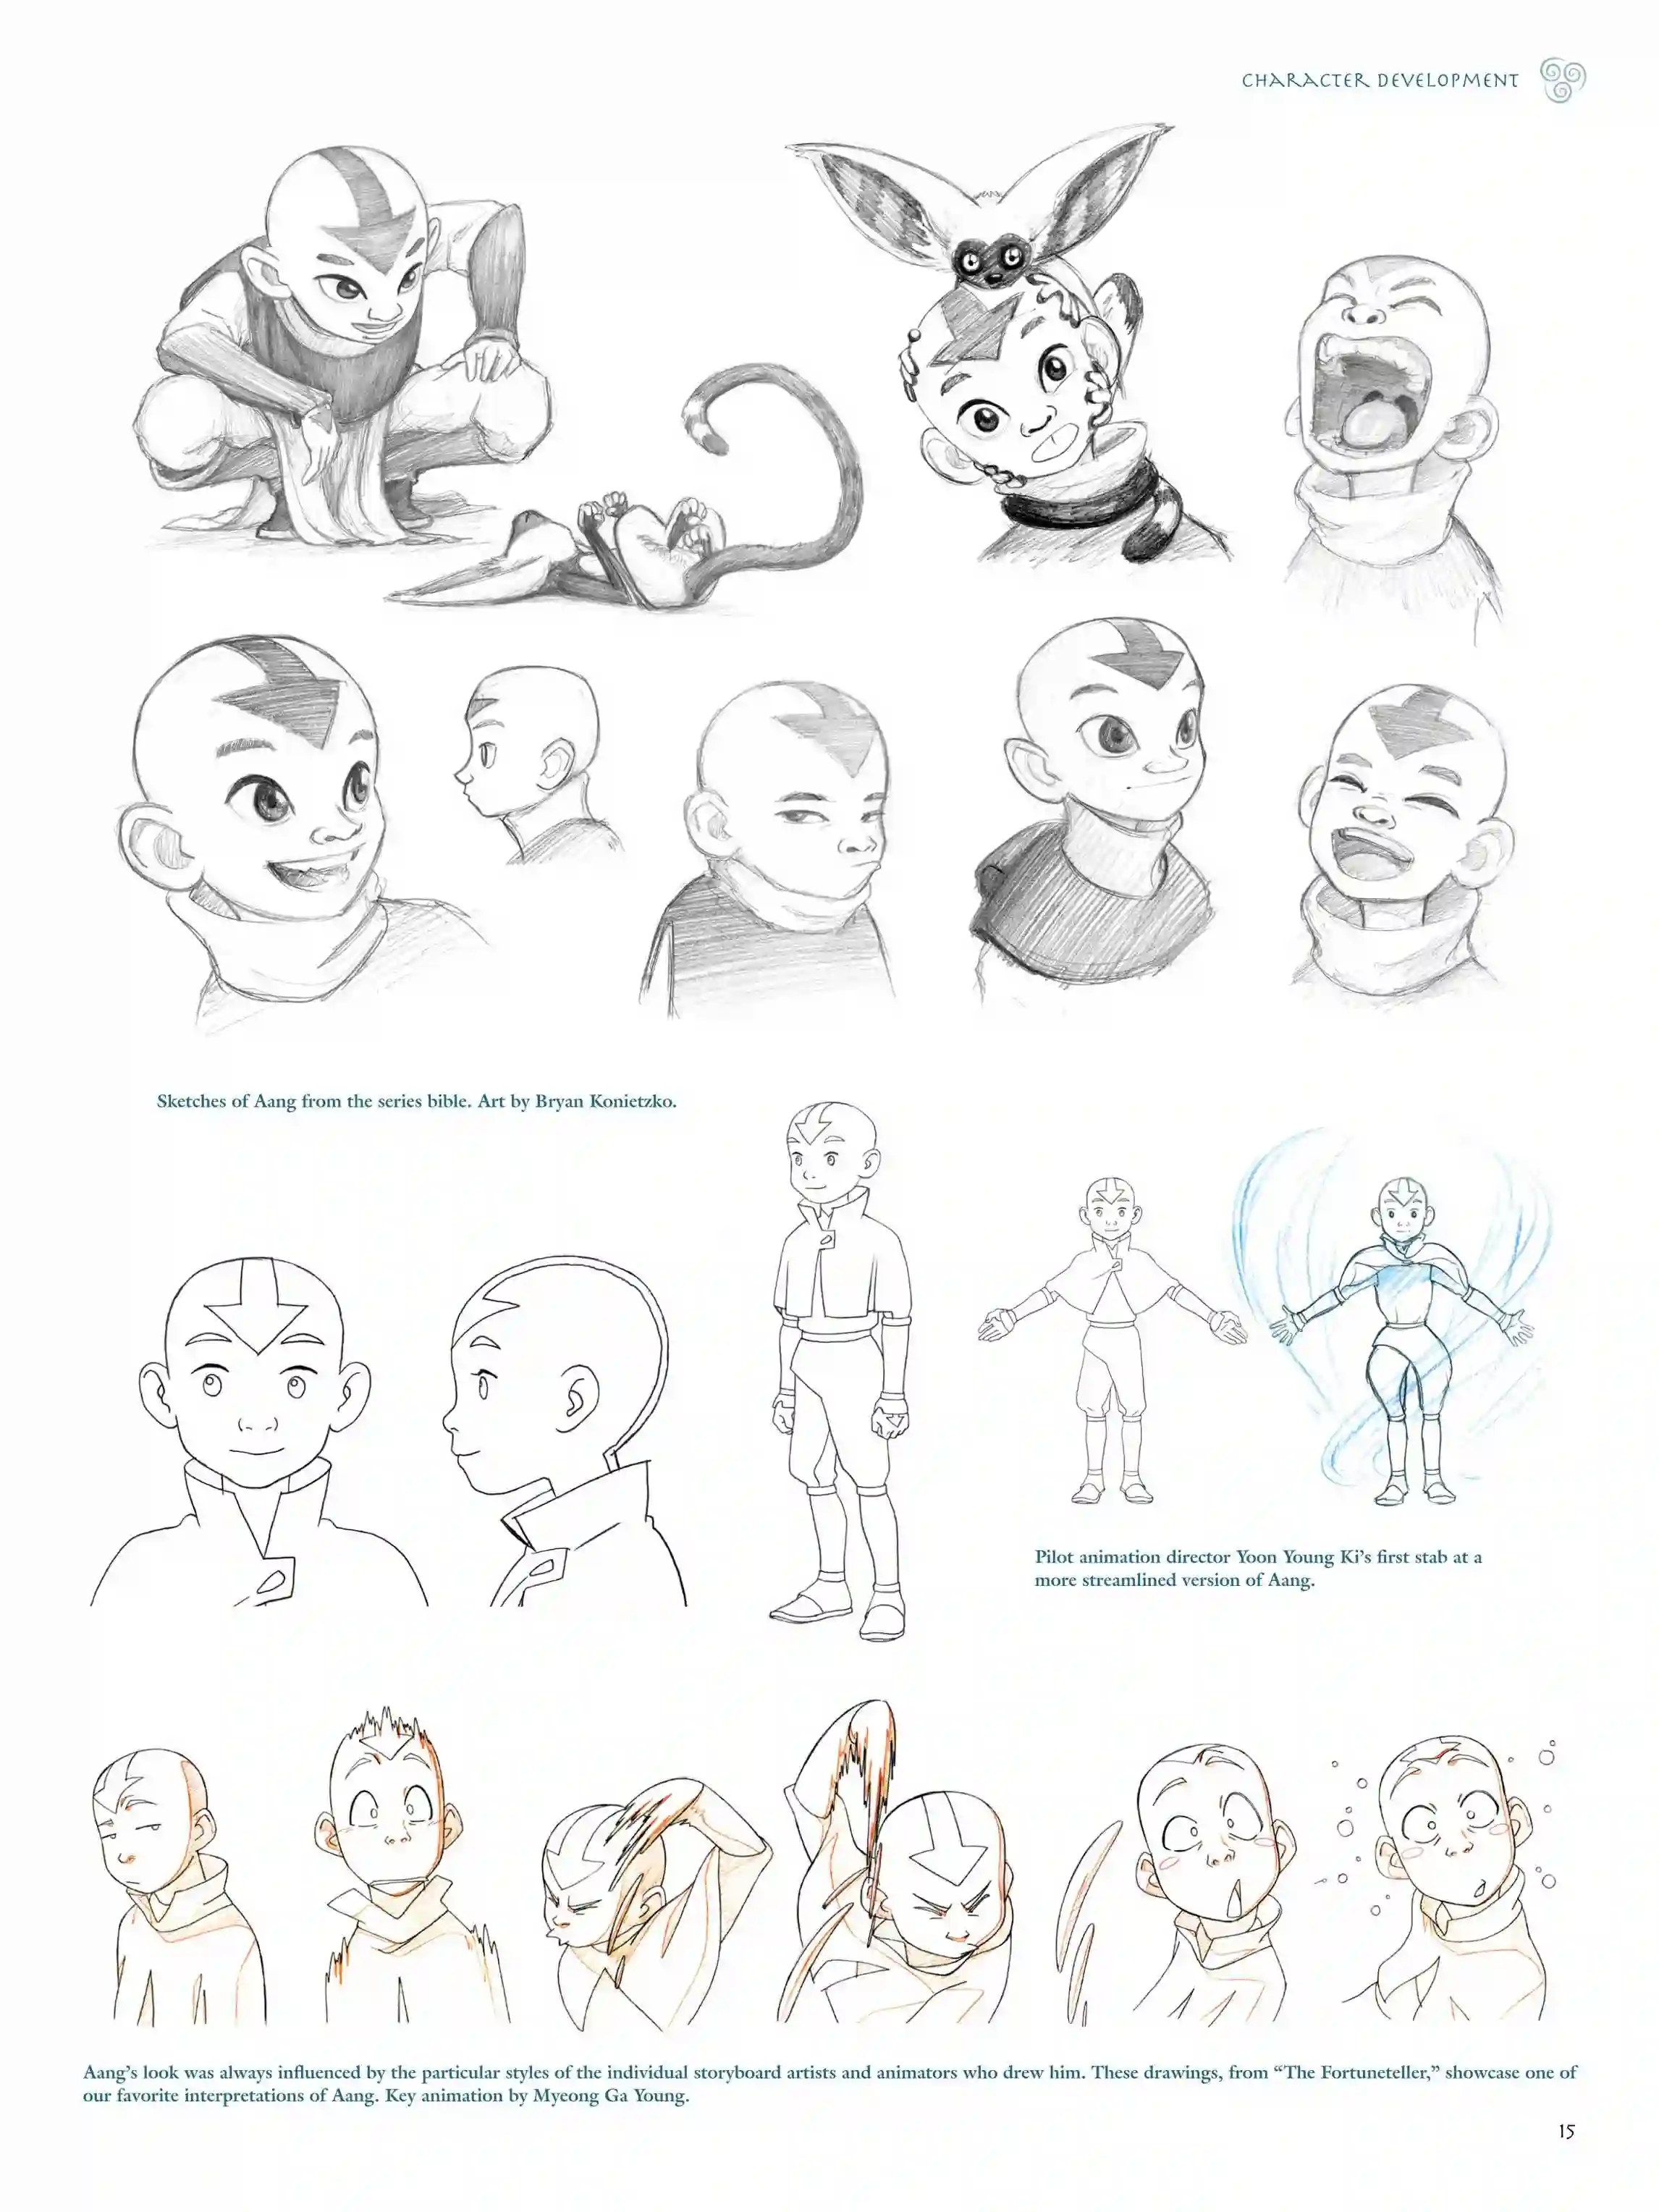 CHARACTER DEVELOPMENT
Sketches of Aang from the series bible. Art by Bryan Konietzko.
Pilot animation director Yoon Young Ki’s first stab at a
more streamlined version of Aang.
Aang’s look was always influenced by the particular styles of the individual storyboard artists and animators who drew him. These drawings, from “The Fortuneteller,” showcase one of
our favorite interpretations of Aang. Key animation by Myeong Ga Young.
15